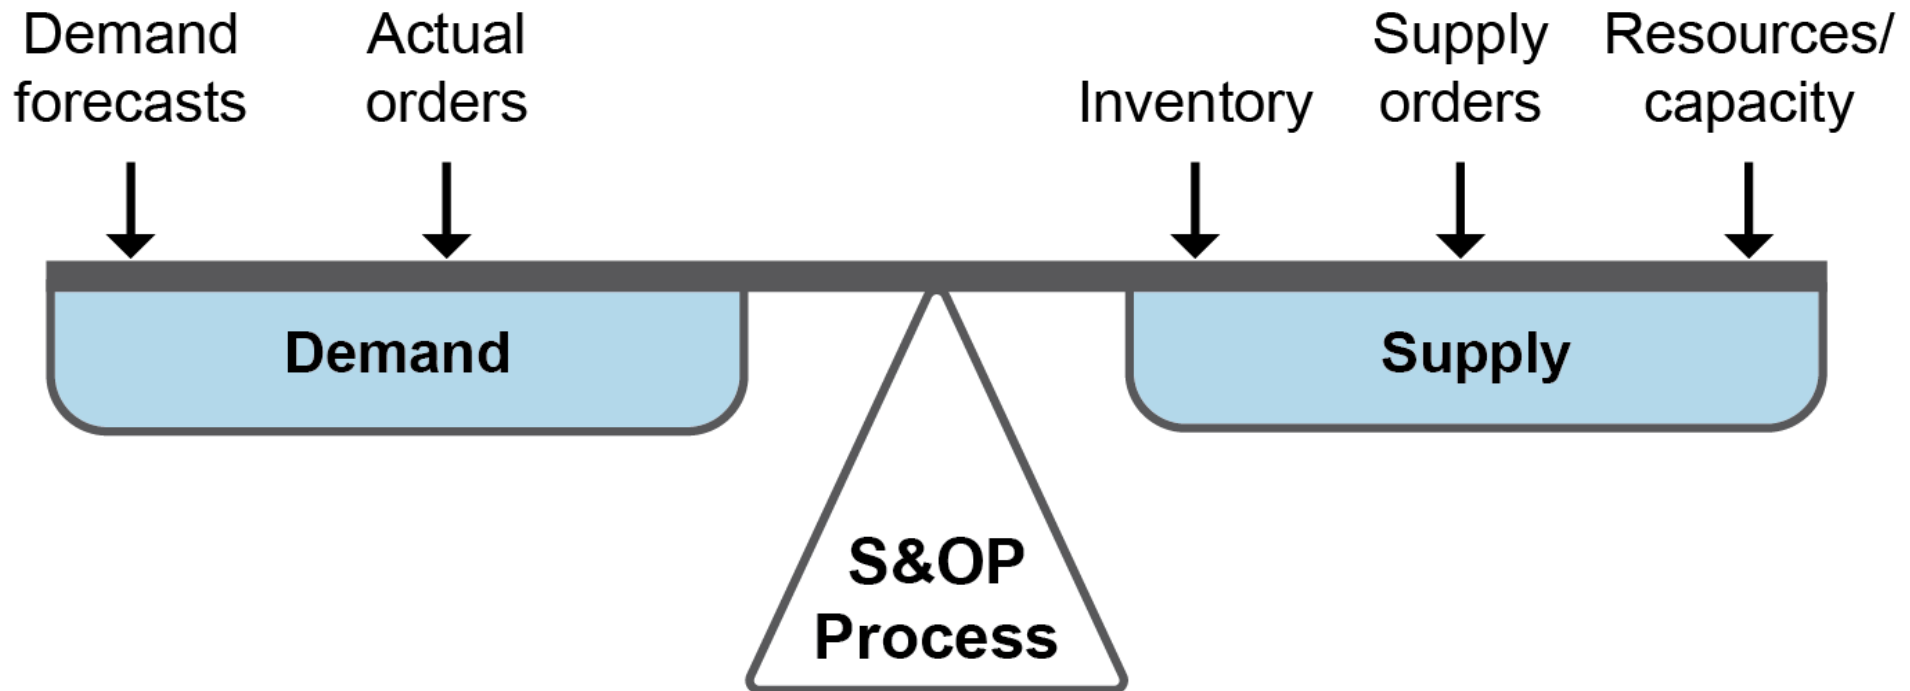 Demand
forecasts
Actual
orders
Inventory
Supply
orders
Resources/
capacity
Demand
Supply
S&OP
Process